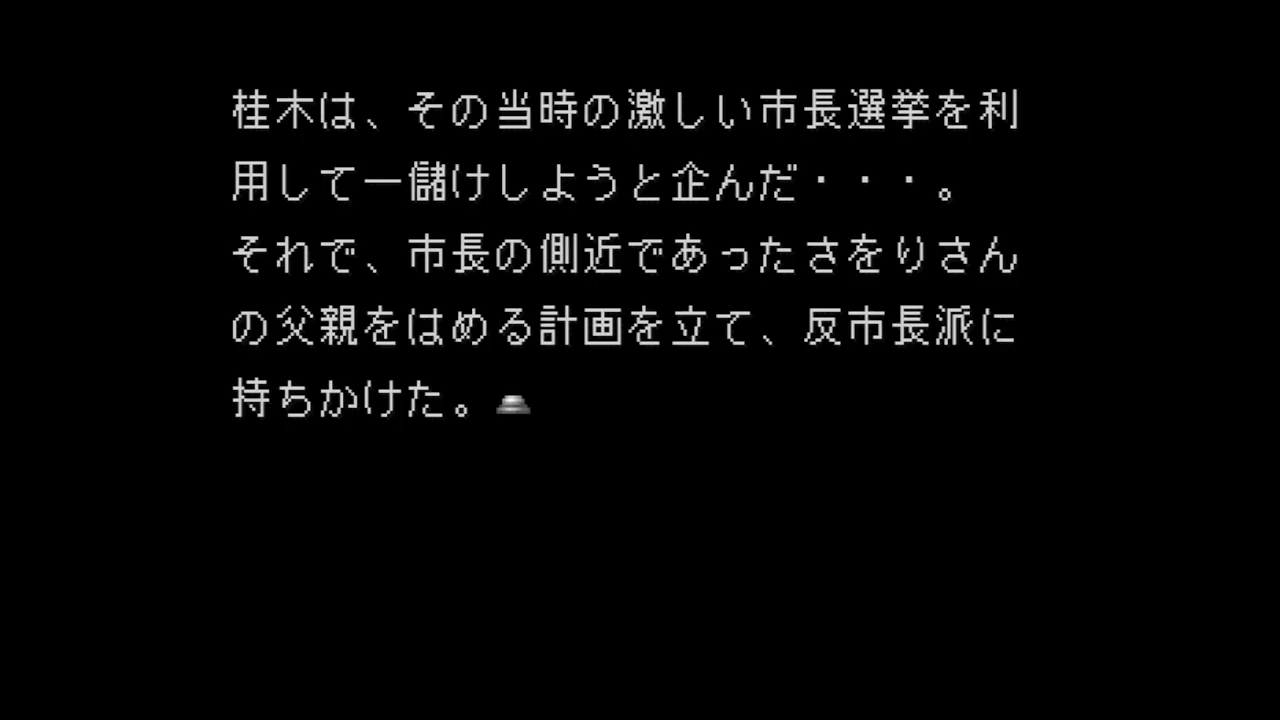 桂木は、その当時の激しい市長選挙を利
用して一儲けしようと企んだ・・・。
それで、市長の側近であったさをりさん
の父親をはめる計画を立て、反市長派に
持ちかけた。